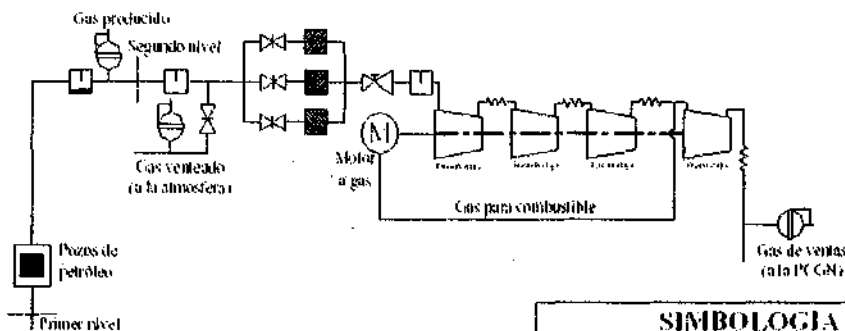 Gas producido
Segundo nivel
Gas venteado
(a la atmosfera)
M
Motor
a gas
Gas para combustible
Pozos de
petróleo
Primer nivel
Gas de ventas
(a la PCGN)
SIMBOLOGIA